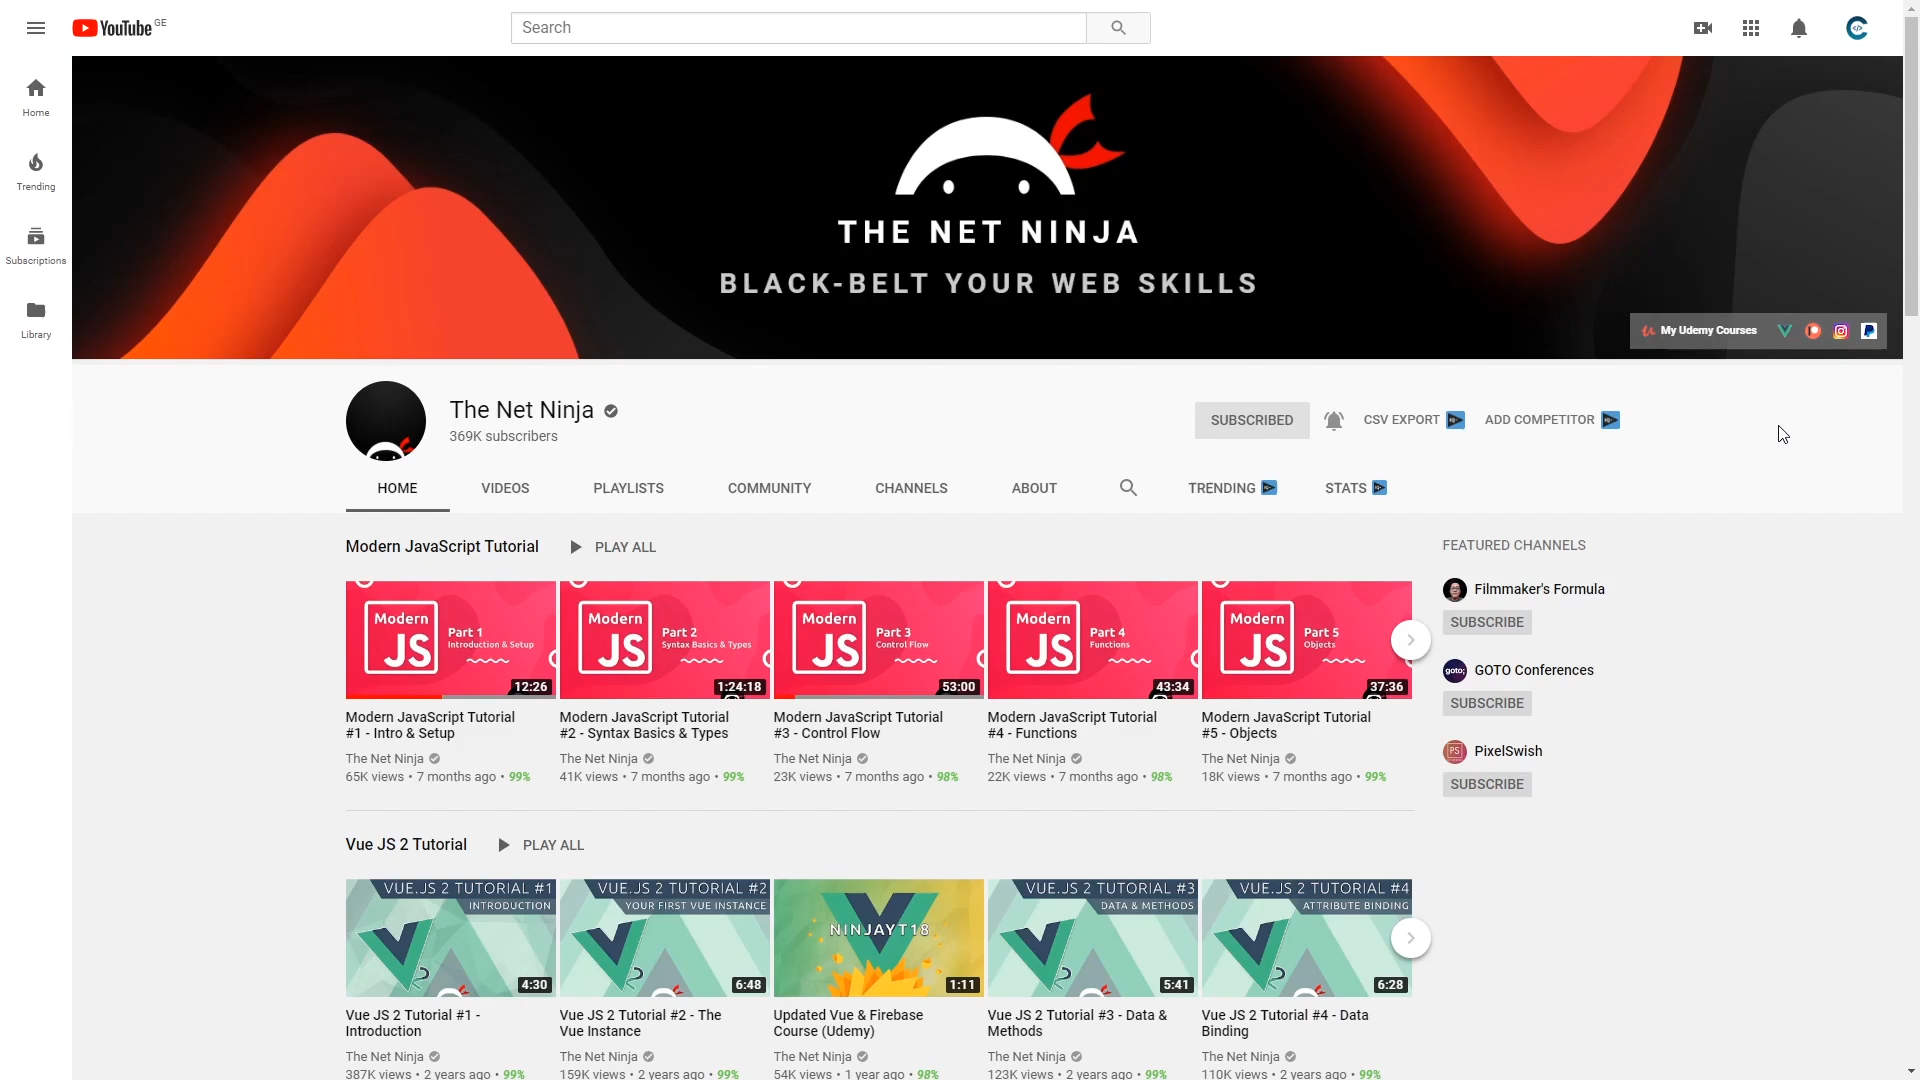 YouTube GE
Search
Home
Trending
Subscriptions
Library
THE NET NINJA
BLACK-BELT YOUR WEB SKILLS
My Udemy Courses
The Net Ninja
369K subscribers
SUBSCRIBED
CSV EXPORT
ADD COMPETITOR
HOME VIDEOS PLAYLISTS COMMUNITY CHANNELS ABOUT TRENDING STATS
Modern JavaScript Tutorial PLAY ALL
Modern JS Part 1 Introduction & Setup 12:26
Modern JS Part 2 Syntax Basics & Types 1:24:18
Modern JS Part 3 Control Flow 53:00
Modern JS Part 4 Functions 43:34
Modern JS Part 5 Objects 37:36
Modern JavaScript Tutorial
#1 - Intro & Setup
The Net Ninja
65K views • 7 months ago • 99%
Modern JavaScript Tutorial
#2 - Syntax Basics & Types
The Net Ninja
41K views • 7 months ago • 99%
Modern JavaScript Tutorial
#3 - Control Flow
The Net Ninja
23K views • 7 months ago • 98%
Modern JavaScript Tutorial
#4 - Functions
The Net Ninja
22K views • 7 months ago • 98%
Modern JavaScript Tutorial
#5 - Objects
The Net Ninja
18K views • 7 months ago • 99%
FEATURED CHANNELS
Filmmaker's Formula
SUBSCRIBE
goto;
GOTO Conferences
SUBSCRIBE
PS
PixelSwish
SUBSCRIBE
Vue JS 2 Tutorial PLAY ALL
VUE.JS 2 TUTORIAL #1
INTRODUCTION
2
4:30
VUE.JS 2 TUTORIAL #2
YOUR FIRST VUE INSTANCE
2
6:48
NINJAYT18
1:11
VUE.JS 2 TUTORIAL #3
DATA & METHODS
2
5:41
VUE.JS 2 TUTORIAL #4
ATTRIBUTE BINDING
2
6:28
Vue JS 2 Tutorial #1 -
Introduction
The Net Ninja
387K views • 2 years ago • 99%
Vue JS 2 Tutorial #2 - The
Vue Instance
The Net Ninja
159K views • 2 years ago • 99%
Updated Vue & Firebase
Course (Udemy)
The Net Ninja
54K views • 1 year ago • 98%
Vue JS 2 Tutorial #3 - Data &
Methods
The Net Ninja
123K views • 2 years ago • 99%
Vue JS 2 Tutorial #4 - Data
Binding
The Net Ninja
110K views • 2 years ago • 99%